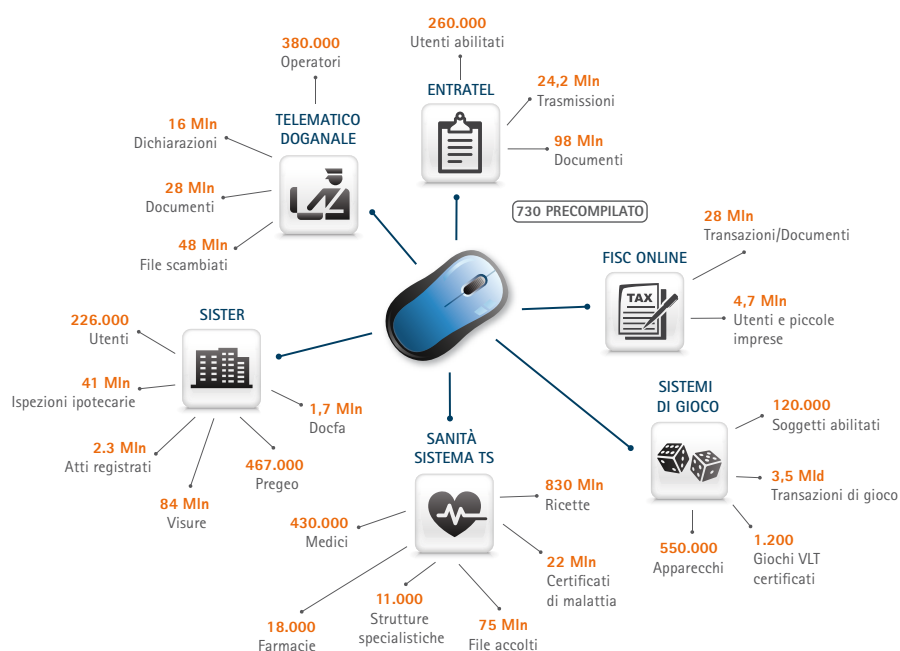 260.000
Utenti abilitati
ENTRATEL
24,2 Mln
Trasmissioni
98 Mln
Documenti
380.000
Operatori
TELEMATICO
DOGANALE
16 Mln
Dichiarazioni
28 Mln
Documenti
48 Mln
File scambiati
730 PRECOMPILATO
28 Mln
Transazioni/Documenti
FISC ONLINE
TAX
4,7 Mln
Utenti e piccole
imprese
SISTER
226.000
Utenti
41 Mln
Ispezioni ipotecarie
2.3 Mln
Atti registrati
84 Mln
Visure
467.000
Pregeo
1,7 Mln
Docfa
SANITÀ
SISTEMA TS
430.000
Medici
18.000
Farmacie
11.000
Strutture
specialistiche
75 Mln
File accolti
22 Mln
Certificati
di malattia
830 Mln
Ricette
SISTEMI
DI GIOCO
120.000
Soggetti abilitati
3,5 Mld
Transazioni di gioco
1.200
Giochi VLT
certificati
550.000
Apparecchi